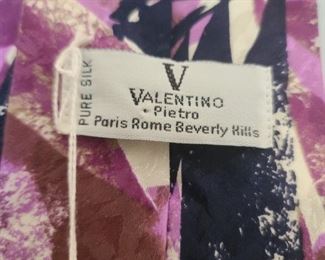 PURE SILK
V
VALENTINO
Pietro
Paris Rome Beverly Hills